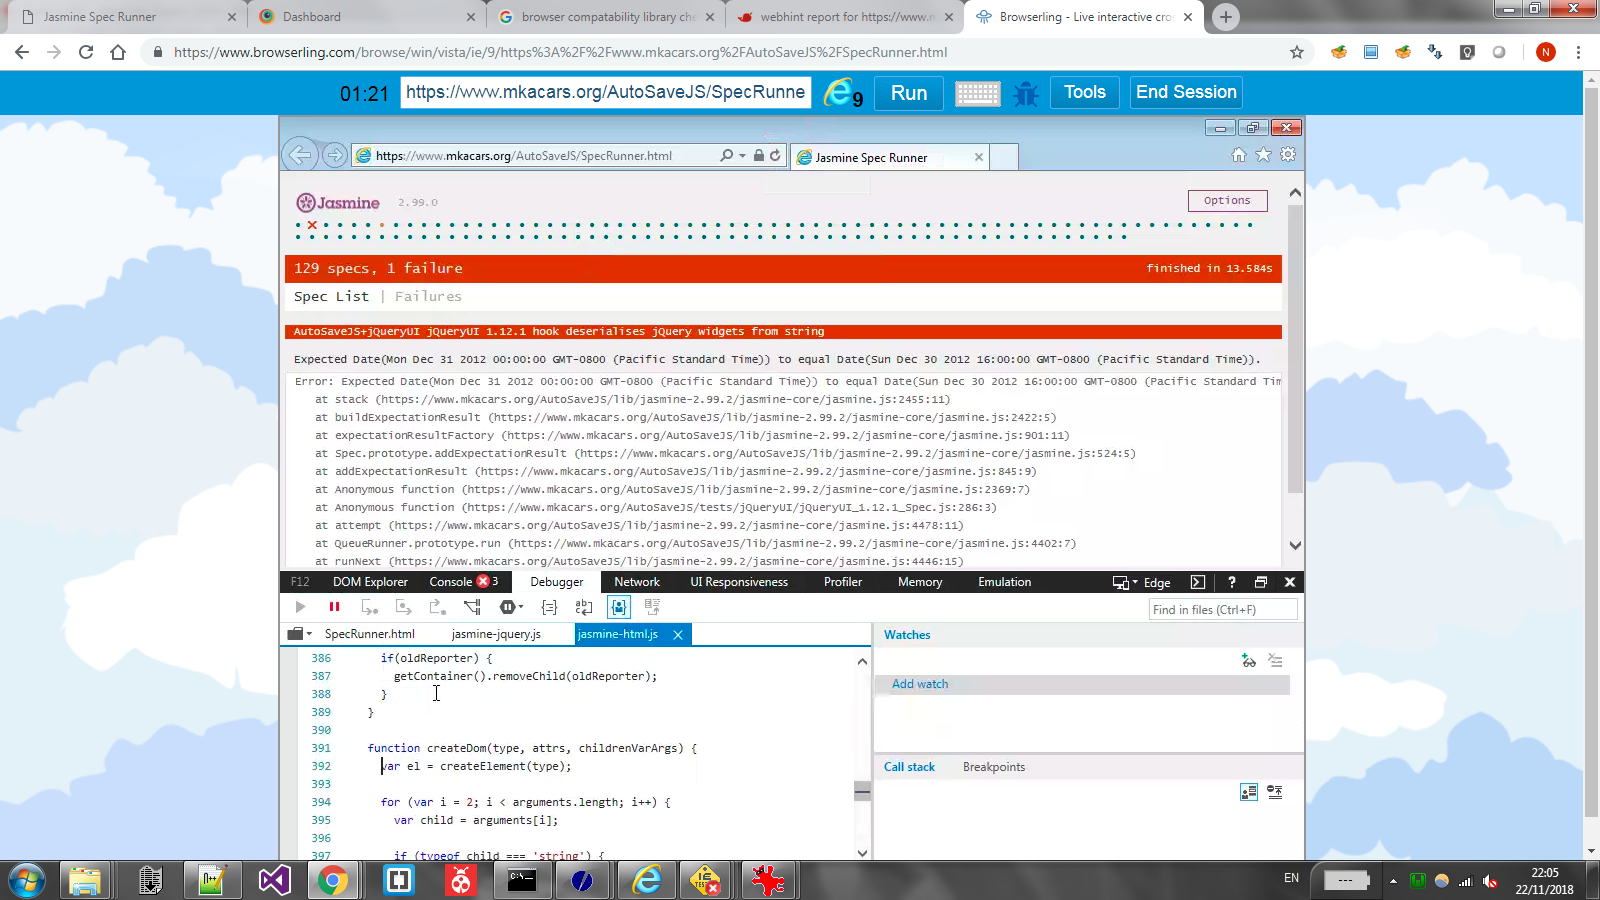 Jasmine Spec Runner
Dashboard
browser compatability library che
webhint report for https://www.n
Browserling - Live interactive cro
https://www.browserling.com/browse/win/vista/ie/9/https%3A%2F%2Fwww.mkacars.org%2FAutoSaveJS%2FSpecRunner.html
N
01:21
https://www.mkacars.org/AutoSaveJS/SpecRunne
9
Run
Tools
End Session
https://www.mkacars.org/AutoSaveJS/SpecRunner.html
Jasmine Spec Runner
Jasmine
2.99.0
Options
129 specs, 1 failure
finished in 13.584s
Spec List | Failures
AutoSaveJS+jQueryUI jQueryUI 1.12.1 hook deserialises jQuery widgets from string
Expected Date(Mon Dec 31 2012 00:00:00 GMT-0800 (Pacific Standard Time)) to equal Date(Sun Dec 30 2012 16:00:00 GMT-0800 (Pacific Standard Time)).
Error: Expected Date(Mon Dec 31 2012 00:00:00 GMT-0800 (Pacific Standard Time)) to equal Date(Sun Dec 30 2012 16:00:00 GMT-0800 (Pacific Standard Tim
at stack (https://www.mkacars.org/AutoSaveJS/lib/jasmine-2.99.2/jasmine-core/jasmine.js:2455:11)
at buildExpectationResult (https://www.mkacars.org/AutoSaveJS/lib/jasmine-2.99.2/jasmine-core/jasmine.js:2422:5)
at expectationResultFactory (https://www.mkacars.org/AutoSaveJS/lib/jasmine-2.99.2/jasmine-core/jasmine.js:901:11)
at Spec.prototype.addExpectationResult (https://www.mkacars.org/AutoSaveJS/lib/jasmine-2.99.2/jasmine-core/jasmine.js:524:5)
at addExpectationResult (https://www.mkacars.org/AutoSaveJS/lib/jasmine-2.99.2/jasmine-core/jasmine.js:845:9)
at Anonymous function (https://www.mkacars.org/AutoSaveJS/lib/jasmine-2.99.2/jasmine-core/jasmine.js:2369:7)
at Anonymous function (https://www.mkacars.org/AutoSaveJS/tests/jQueryUI/jQueryUI_1.12.1_Spec.js:286:3)
at attempt (https://www.mkacars.org/AutoSaveJS/lib/jasmine-2.99.2/jasmine-core/jasmine.js:4478:11)
at QueueRunner.prototype.run (https://www.mkacars.org/AutoSaveJS/lib/jasmine-2.99.2/jasmine-core/jasmine.js:4402:7)
at runNext (https://www.mkacars.org/AutoSaveJS/lib/jasmine-2.99.2/jasmine-core/jasmine.js:4446:15)
F12
DOM Explorer
Console
3
Debugger
Network
UI Responsiveness
Profiler
Memory
Emulation
Edge
?
Find in files (Ctrl+F)
SpecRunner.html
jasmine-jquery.js
jasmine-html.js
Watches
Add watch
386 if(oldReporter) {
387 getContainer().removeChild(oldReporter);
388 }
389 }
390
391 function createDom(type, attrs, childrenVarArgs) {
392 var el = createElement(type);
393
394 for (var i = 2; i < arguments.length; i++) {
395 var child = arguments[i];
396
397 if (typeof child === 'string') {
Call stack
Breakpoints
EN
22:05
22/11/2018